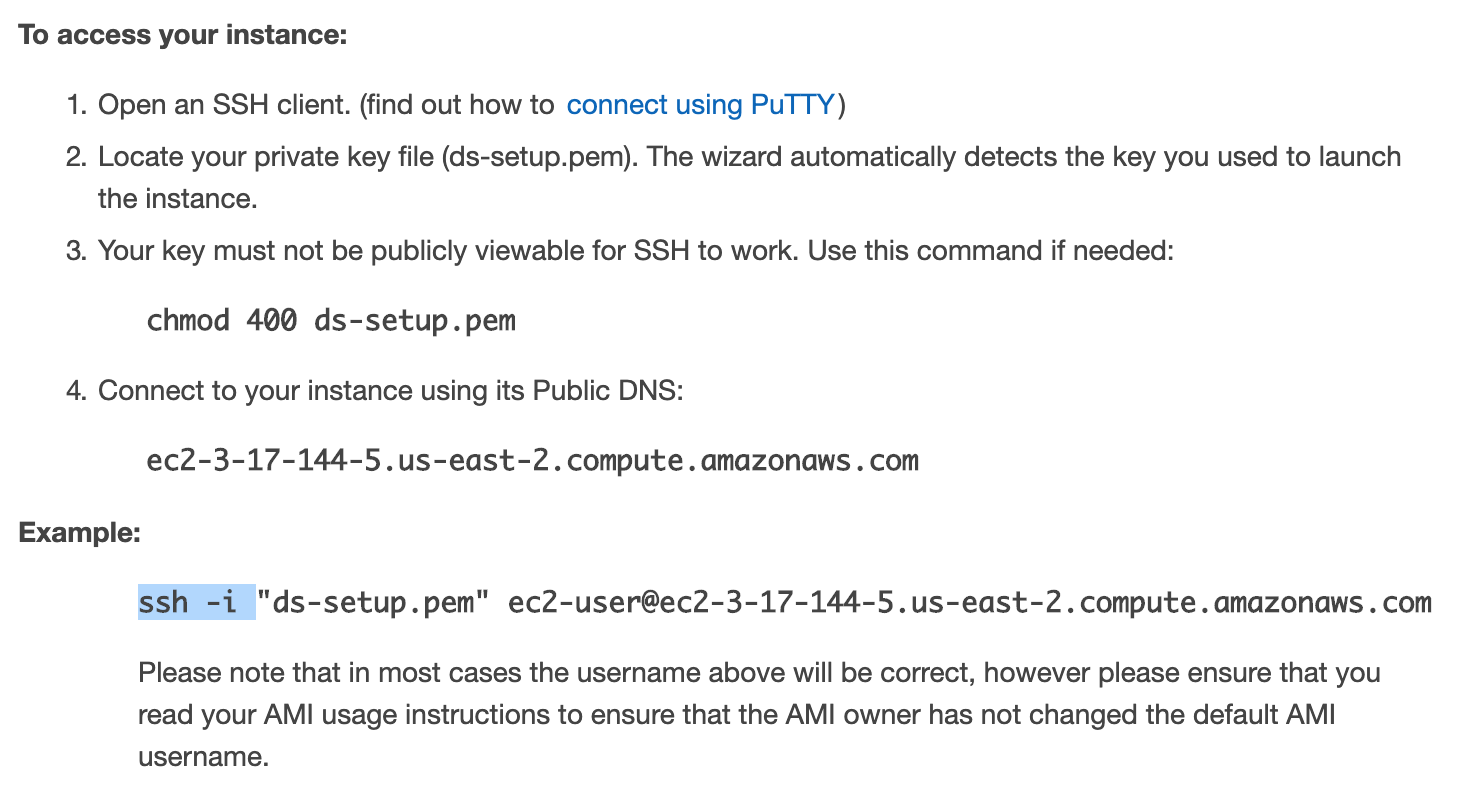 To access your instance:
1. Open an SSH client. (find out how to connect using PuTTY)
2. Locate your private key file (ds-setup.pem). The wizard automatically detects the key you used to launch
the instance.
3. Your key must not be publicly viewable for SSH to work. Use this command if needed:
chmod 400 ds-setup.pem
4. Connect to your instance using its Public DNS:
ec2-3-17-144-5.us-east-2.compute.amazonaws.com
Example:
ssh -i "ds-setup.pem" ec2-user@ec2-3-17-144-5.us-east-2.compute.amazonaws.com
Please note that in most cases the username above will be correct, however please ensure that you
read your AMI usage instructions to ensure that the AMI owner has not changed the default AMI
username.